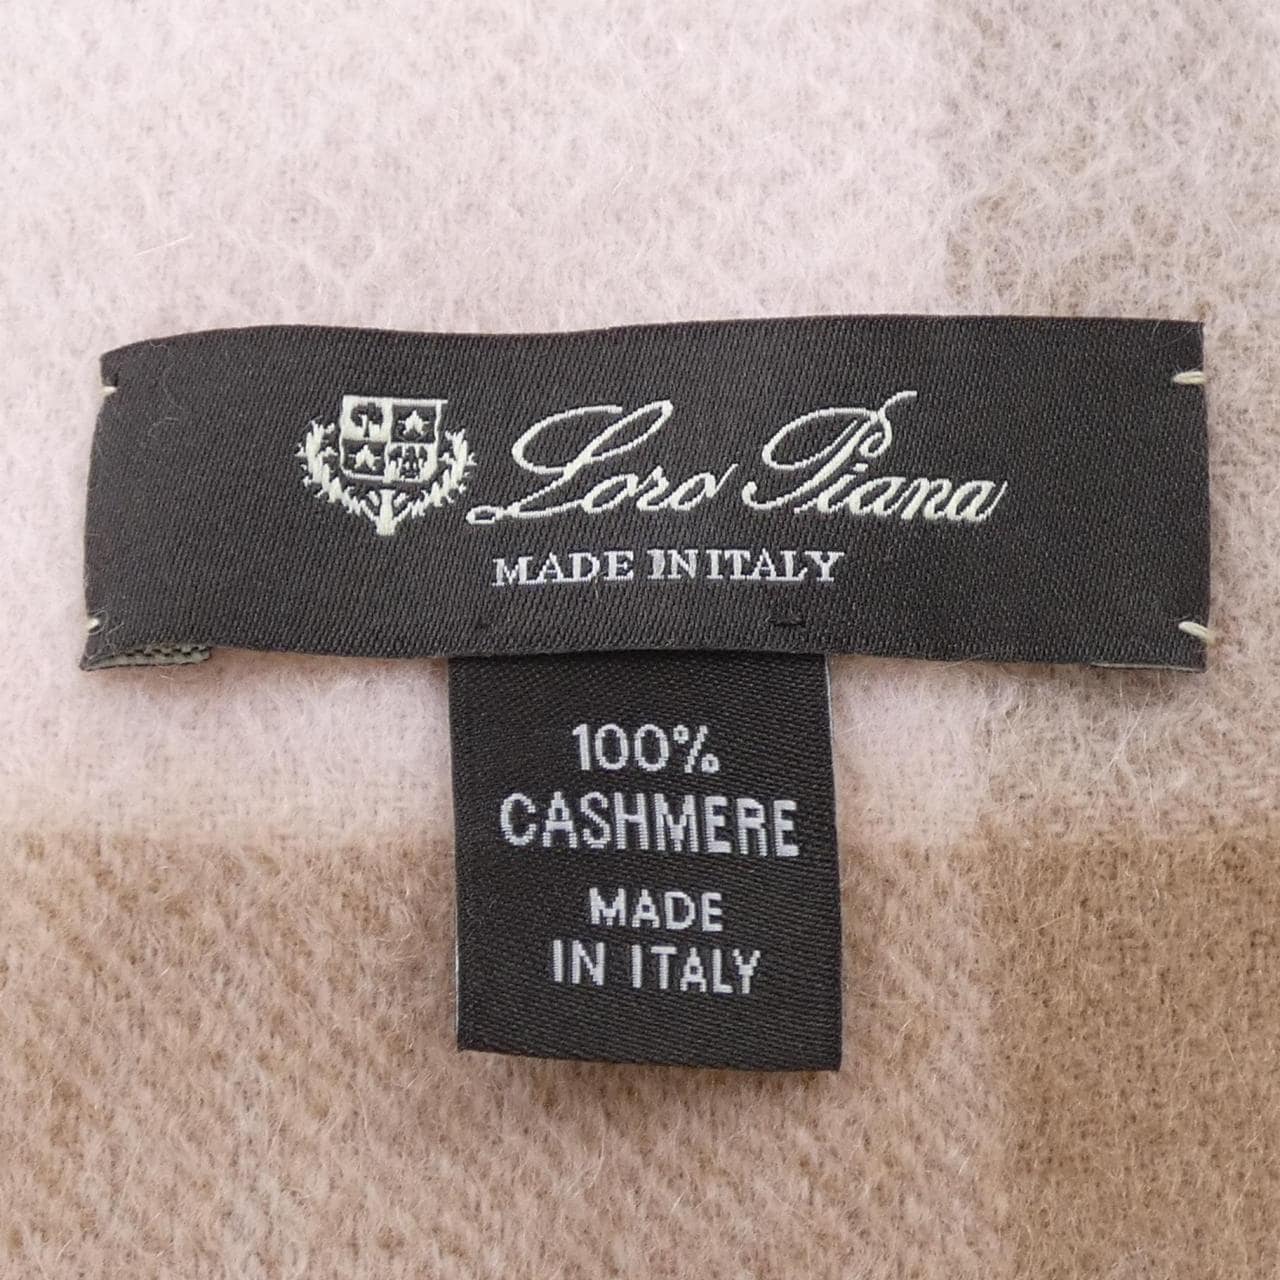 Loro Piana
MADE IN ITALY
100%
CASHMERE
MADE
IN ITALY